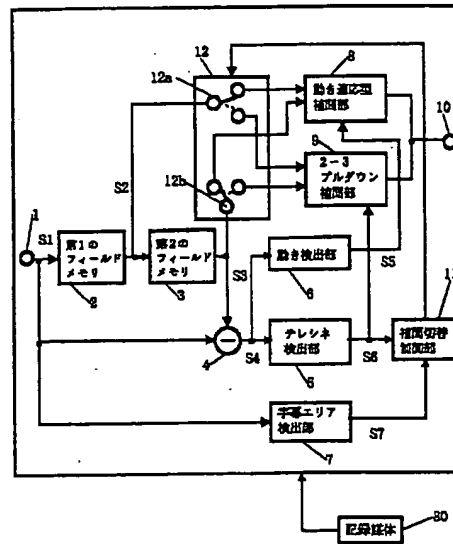 12
12a
8
動き適応型
補間部
10
9
2-3
プルダウン
補間部
S2
12b
1
S1
第1の
フィールド
メモリ
2
第2の
フィールド
メモリ
3
S3
動き検出部
6
S5
11
補間切替
制御部
4
S4
テレシネ
検出部
6
S6
字幕エリア
検出部
7
S7
記録媒体
80